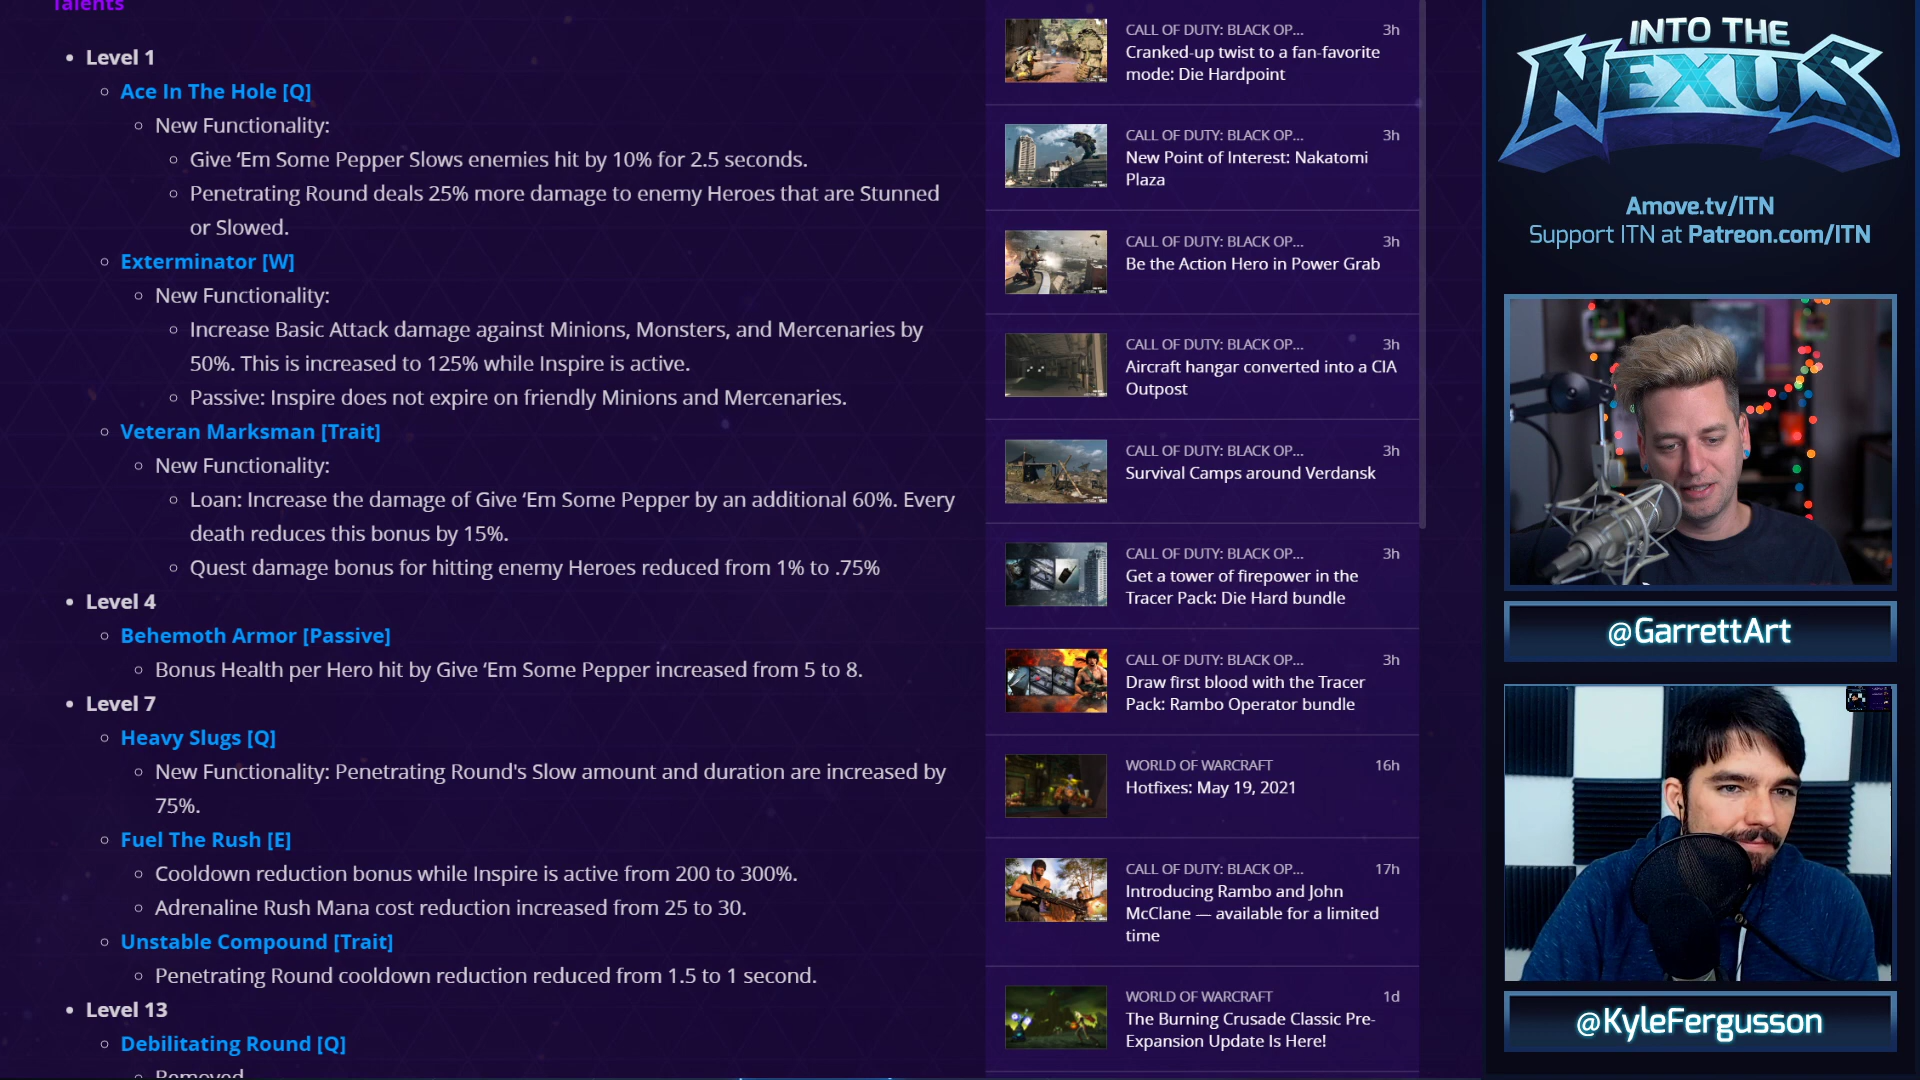 Talents
Level 1
Ace In The Hole [Q]
New Functionality:
Give ‘Em Some Pepper Slows enemies hit by 10% for 2.5 seconds.
Penetrating Round deals 25% more damage to enemy Heroes that are Stunned
or Slowed.
Exterminator [W]
New Functionality:
Increase Basic Attack damage against Minions, Monsters, and Mercenaries by
50%. This is increased to 125% while Inspire is active.
Passive: Inspire does not expire on friendly Minions and Mercenaries.
Veteran Marksman [Trait]
New Functionality:
Loan: Increase the damage of Give ‘Em Some Pepper by an additional 60%. Every
death reduces this bonus by 15%.
Quest damage bonus for hitting enemy Heroes reduced from 1% to .75%
Level 4
Behemoth Armor [Passive]
Bonus Health per Hero hit by Give ‘Em Some Pepper increased from 5 to 8.
Level 7
Heavy Slugs [Q]
New Functionality: Penetrating Round's Slow amount and duration are increased by
75%.
Fuel The Rush [E]
Cooldown reduction bonus while Inspire is active from 200 to 300%.
Adrenaline Rush Mana cost reduction increased from 25 to 30.
Unstable Compound [Trait]
Penetrating Round cooldown reduction reduced from 1.5 to 1 second.
Level 13
Debilitating Round [Q]
Removed
CALL OF DUTY: BLACK OP... 3h
Cranked-up twist to a fan-favorite
mode: Die Hardpoint
CALL OF DUTY: BLACK OP... 3h
New Point of Interest: Nakatomi
Plaza
CALL OF DUTY: BLACK OP... 3h
Be the Action Hero in Power Grab
CALL OF DUTY: BLACK OP... 3h
Aircraft hangar converted into a CIA
Outpost
CALL OF DUTY: BLACK OP... 3h
Survival Camps around Verdansk
CALL OF DUTY: BLACK OP... 3h
Get a tower of firepower in the
Tracer Pack: Die Hard bundle
CALL OF DUTY: BLACK OP... 3h
Draw first blood with the Tracer
Pack: Rambo Operator bundle
WORLD OF WARCRAFT 16h
Hotfixes: May 19, 2021
CALL OF DUTY: BLACK OP... 17h
Introducing Rambo and John
McClane — available for a limited
time
WORLD OF WARCRAFT 1d
The Burning Crusade Classic Pre-
Expansion Update Is Here!
INTO THE
NEXUS
Amove.tv/ITN
Support ITN at Patreon.com/ITN
@GarrettArt
@KyleFergusson